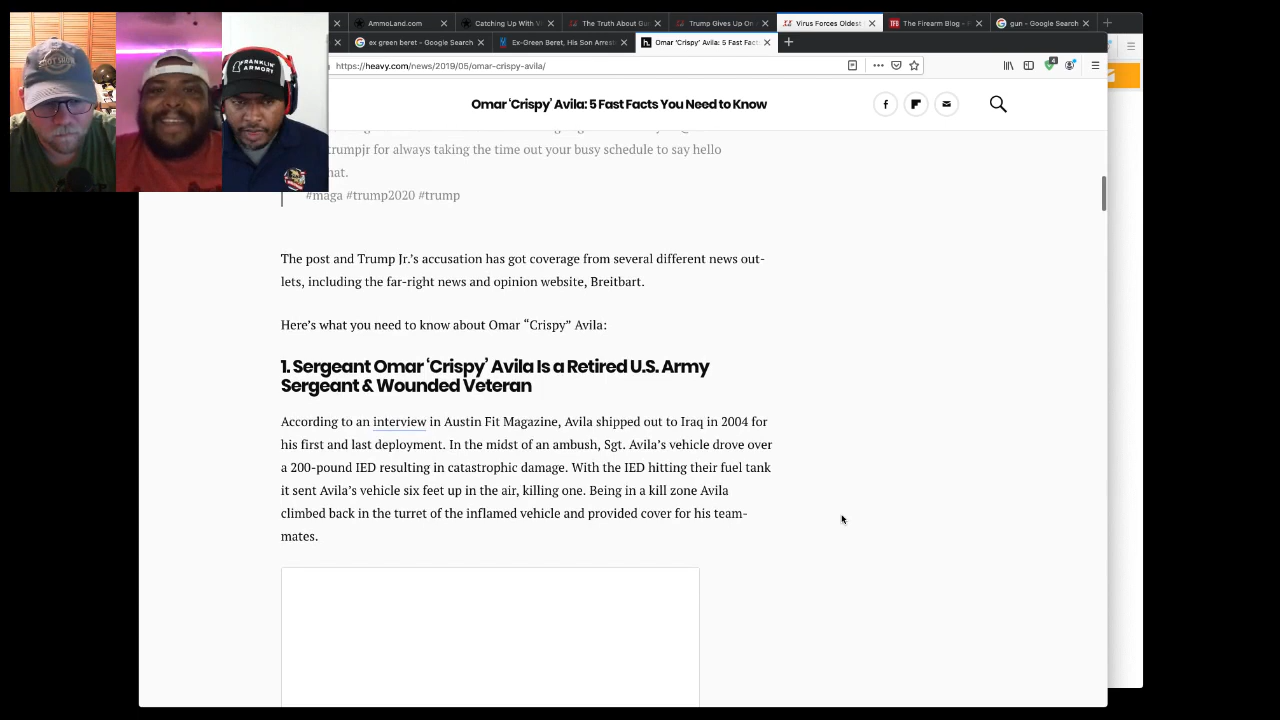 AmmoLand.com
Catching Up With V
The Truth About Gu
Trump Gives Up On
Virus Forces Oldest
The Firearm Blog -
gun - Google Search
ex green beret - Google Search
Ex-Green Beret, His Son Arrest
Omar 'Crispy' Avila: 5 Fast Fact
https://heavy.com/news/2019/05/omar-crispy-avila/
FRANKLIN
ARMORY
Omar ‘Crispy’ Avila: 5 Fast Facts You Need to Know
trumpjr for always taking the time out your busy schedule to say hello
hat.
#maga #trump2020 #trump
The post and Trump Jr.’s accusation has got coverage from several different news out-
lets, including the far-right news and opinion website, Breitbart.
Here’s what you need to know about Omar “Crispy” Avila:
1. Sergeant Omar ‘Crispy’ Avila Is a Retired U.S. Army
Sergeant & Wounded Veteran
According to an interview in Austin Fit Magazine, Avila shipped out to Iraq in 2004 for
his first and last deployment. In the midst of an ambush, Sgt. Avila’s vehicle drove over
a 200-pound IED resulting in catastrophic damage. With the IED hitting their fuel tank
it sent Avila’s vehicle six feet up in the air, killing one. Being in a kill zone Avila
climbed back in the turret of the inflamed vehicle and provided cover for his team-
mates.